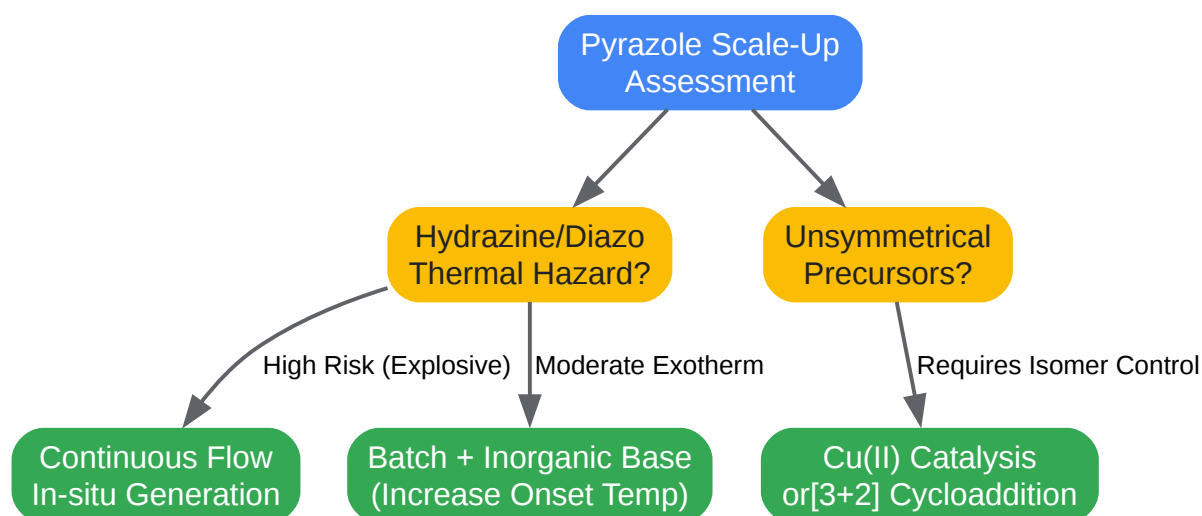 Pyrazole Scale-Up
Assessment
Hydrazine/Diazo
Thermal Hazard?
Unsymmetrical
Precursors?
High Risk (Explosive)
Moderate Exotherm
Requires Isomer Control
Continuous Flow
In-situ Generation
Batch + Inorganic Base
(Increase Onset Temp)
Cu(II) Catalysis
or[3+2] Cycloaddition